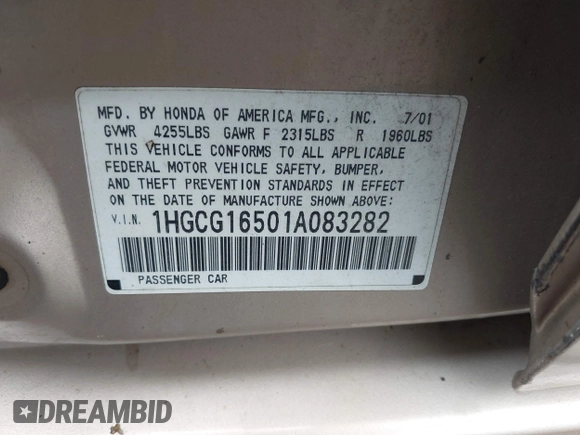 MFD. BY HONDA OF AMERICA MFG., INC. 7/01
GVWR 4255LBS GAWR F 2315LBS R 1960LBS
THIS VEHICLE CONFORMS TO ALL APPLICABLE
FEDERAL MOTOR VEHICLE SAFETY, BUMPER,
AND THEFT PREVENTION STANDARDS IN EFFECT
ON THE DATE OF MANUFACTURE SHOWN ABOVE:
V.I.N. 1HGCG16501A083282
PASSENGER CAR
DREAMBID